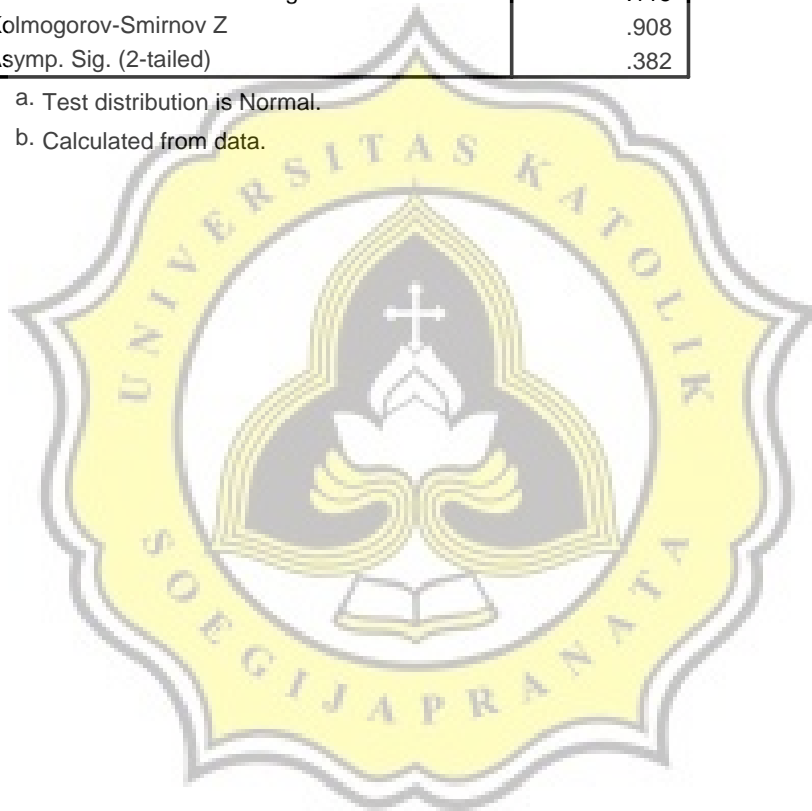 Kolmogorov-Smirnov Z .908
Asymp. Sig. (2-tailed) .382
a. Test distribution is Normal.
b. Calculated from data.
UNIVERSITAS KATOLIK
SOEGIJAPRANATA